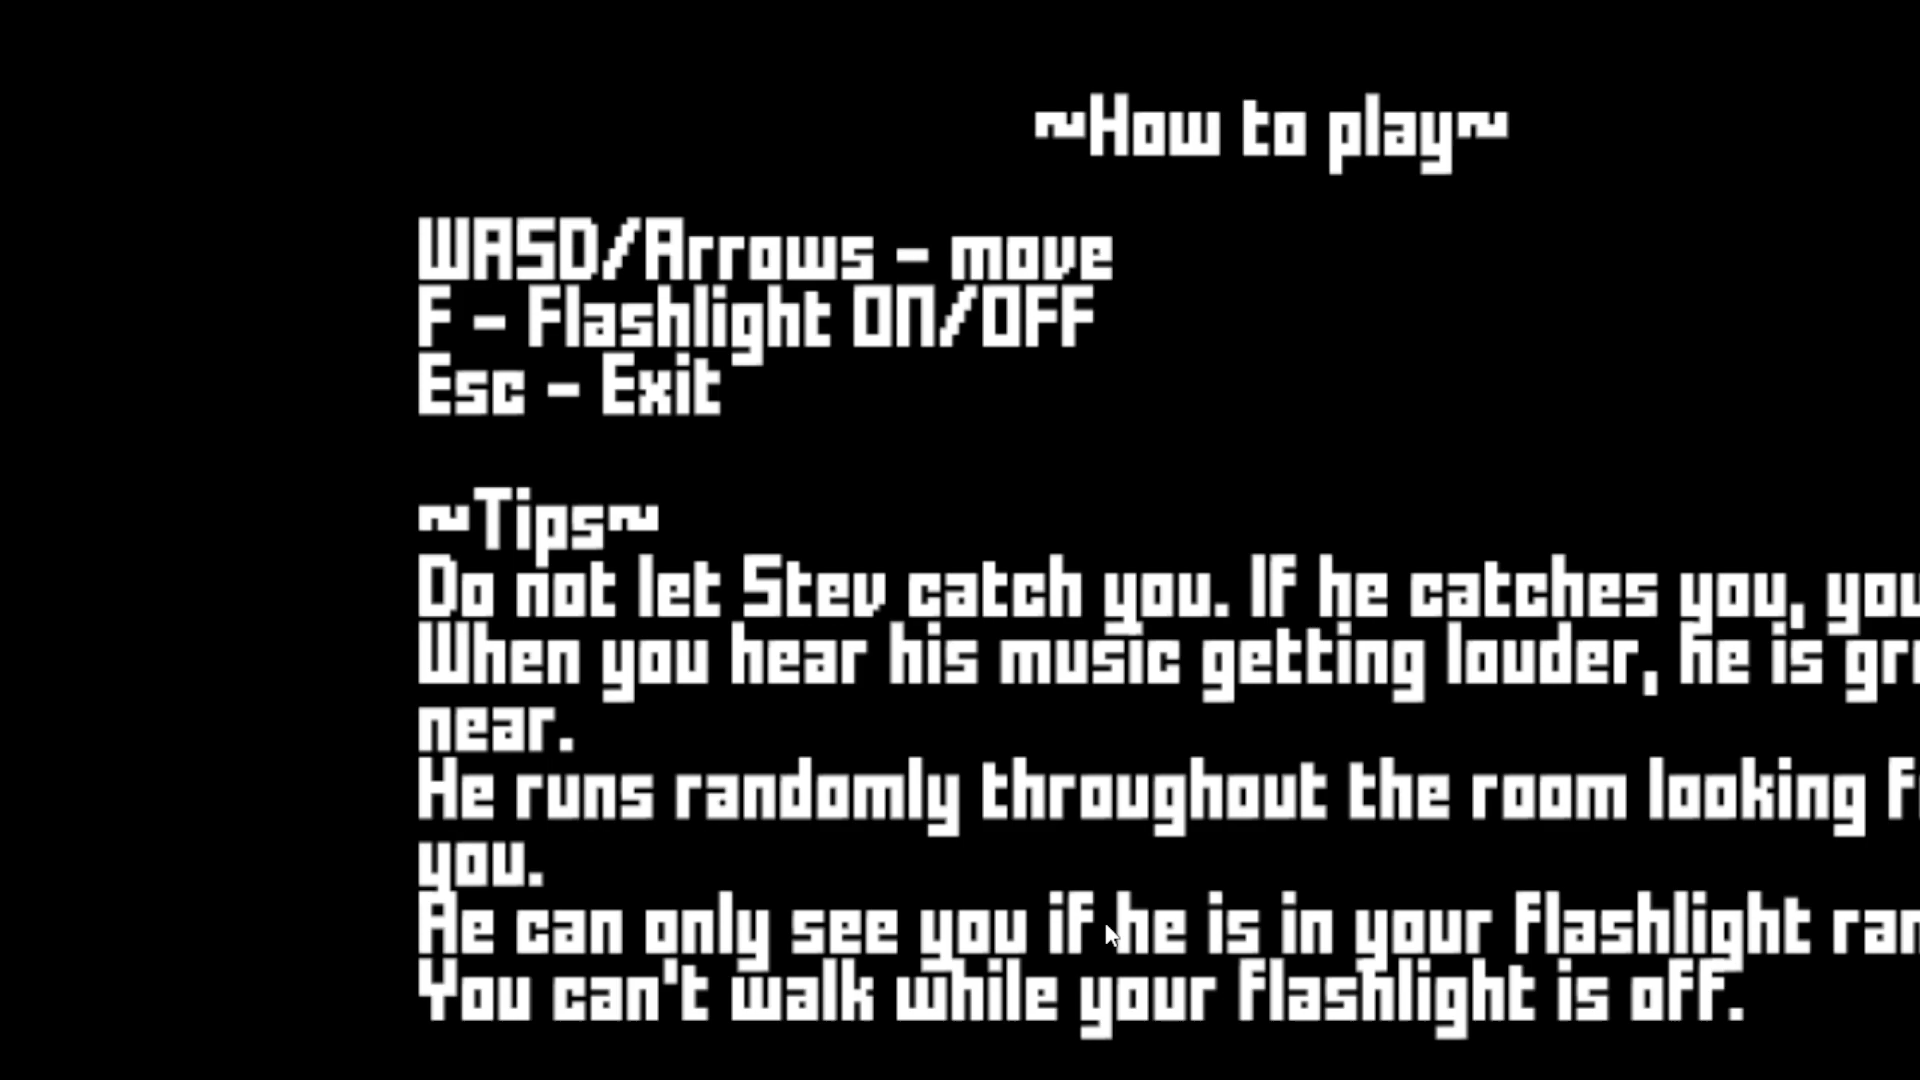 ~How to play~
WASD/Arrows - move
F - Flashlight ON/OFF
Esc - Exit
~Tips~
Do not let Stev catch you. If he catches you, you
When you hear his music getting louder, he is
near.
He runs randomly throughout the room looking
you.
He can only see you if he is in your flashlight
You can't walk while your flashlight is off.